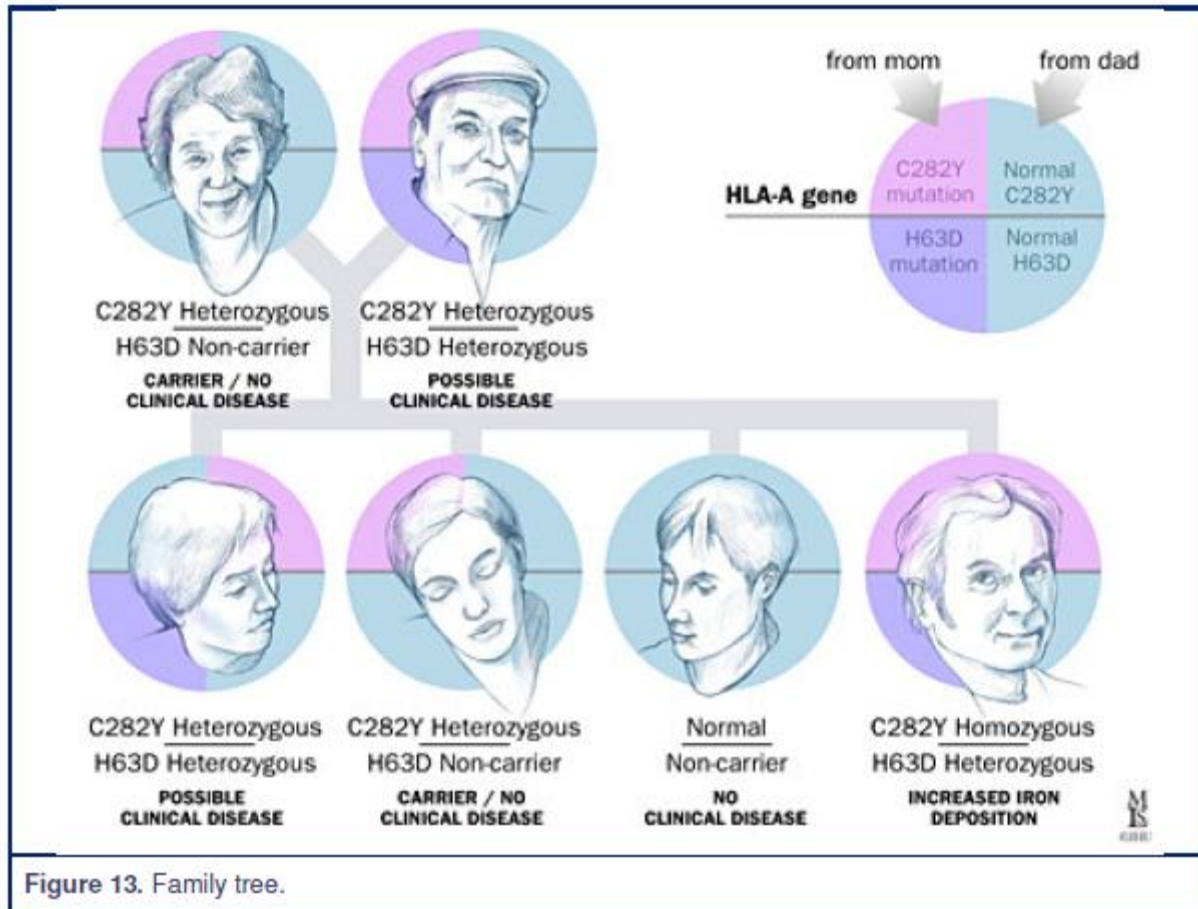 from mom
from dad
HLA-A gene
C282Y
mutation
Normal
C282Y
H63D
mutation
Normal
H63D
C282Y Heterozygous
H63D Non-carrier
CARRIER / NO
CLINICAL DISEASE
C282Y Heterozygous
H63D Heterozygous
POSSIBLE
CLINICAL DISEASE
C282Y Heterozygous
H63D Heterozygous
POSSIBLE
CLINICAL DISEASE
C282Y Heterozygous
H63D Non-carrier
CARRIER / NO
CLINICAL DISEASE
Normal
Non-carrier
NO
CLINICAL DISEASE
C282Y Homozygous
H63D Heterozygous
INCREASED IRON
DEPOSITION
Figure 13. Family tree.